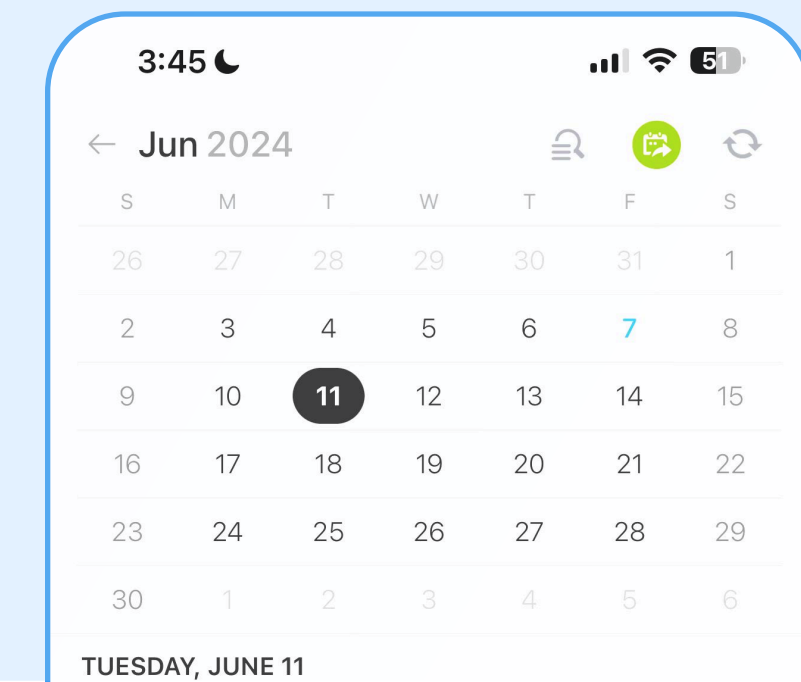 3:45 51
Jun 2024
S M T W T F S
26 27 28 29 30 31 1
2 3 4 5 6 7 8
9 10 11 12 13 14 15
16 17 18 19 20 21 22
23 24 25 26 27 28 29
30 1 2 3 4 5 6
TUESDAY, JUNE 11